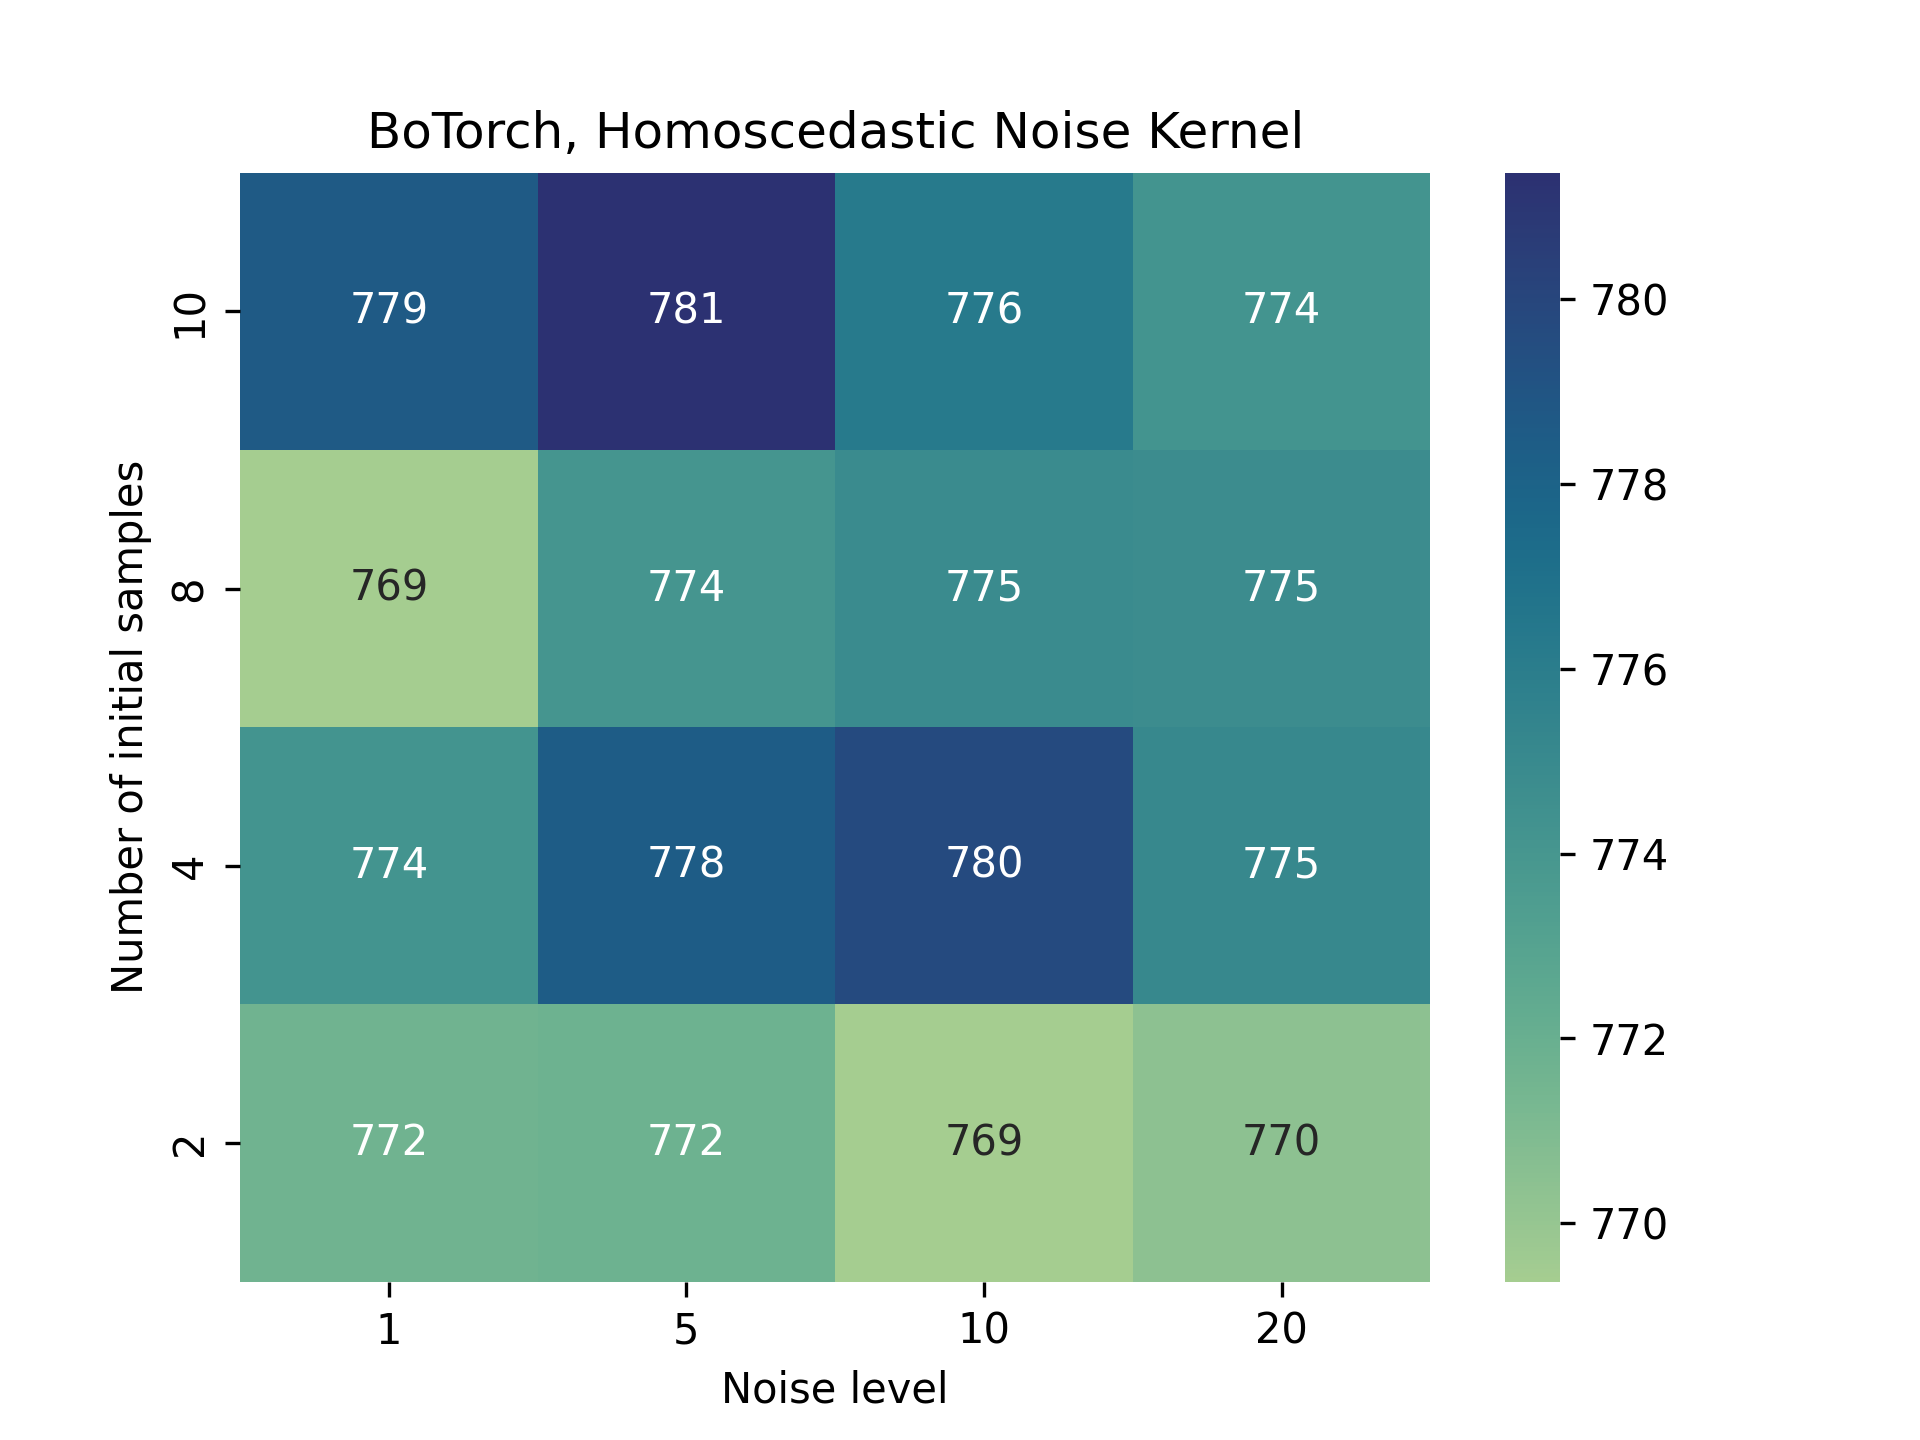 BoTorch, Homoscedastic Noise Kernel
Number of initial samples
10
779 781 776 774
8
769 774 775 775
4
774 778 780 775
2
772 772 769 770
1 5 10 20
Noise level
780
778
776
774
772
770